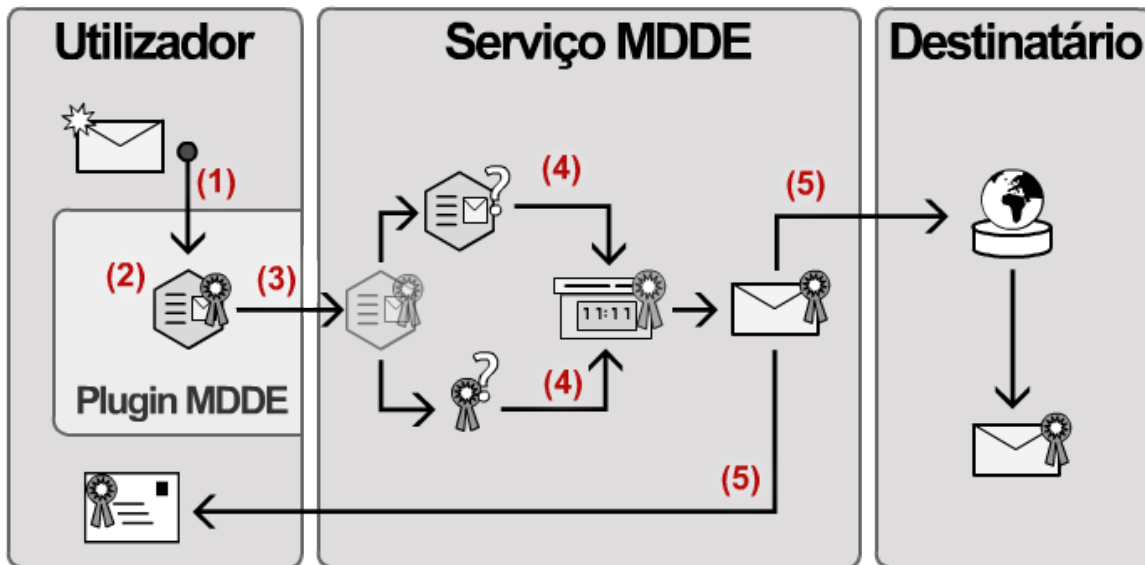 Utilizador
Serviço MDDE
Destinatário
(1)
(2)
(3)
Plugin MDDE
(4)
(4)
11:11
(5)
(5)
?
?